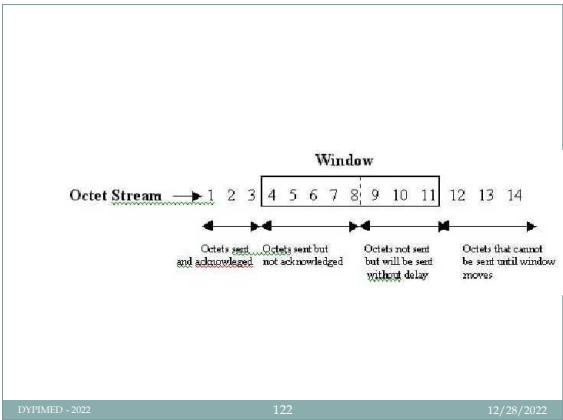 Window
Octet Stream 1 2 3 4 5 6 7 8 9 10 11 12 13 14
Octets sent
and acknowleged
Octets sent but
not acknowledged
Octets not sent
but will be sent
without delay
Octets that cannot
be sent until window
moves
DYPIMED - 2022 122 12/28/2022